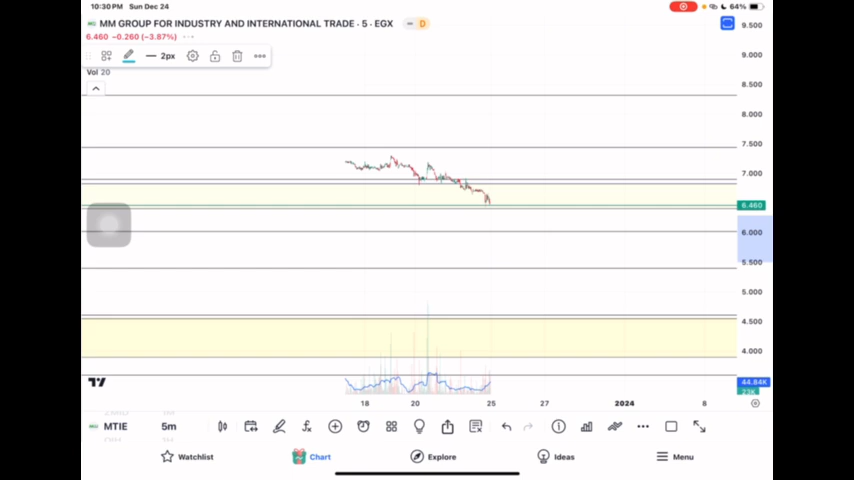 10:30 PM Sun Dec 24
64%
MM GROUP FOR INDUSTRY AND INTERNATIONAL TRADE · 5 · EGX
D
6.460 −0.260 (−3.87%)
2px
Vol 20
9.500
9.000
8.500
8.000
7.500
7.000
6.460
6.000
5.500
5.000
4.500
4.000
44.84K
23K
18 20 25 27 2024 8
MTIE 5m
Watchlist Chart Explore Ideas Menu